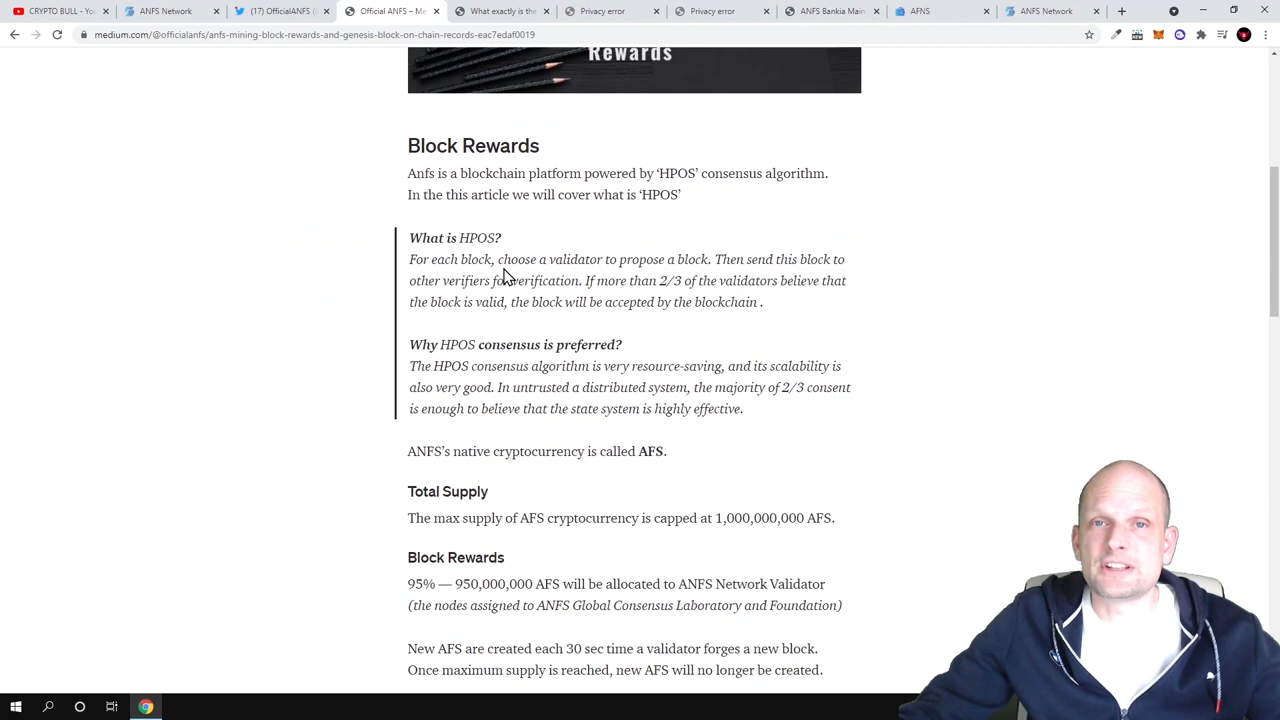 CRYPTO BULL - You
ANFS Network
(17) OfficialANFS (
Official ANFS – Me
What exactly is the
Privacy error
Privacy error
ANFS Bankia Main
AFNS
ANFS Network
medium.com/@officialanfs/anfs-mining-block-rewards-and-genesis-block-on-chain-records-eac7edaf0019
Rewards
Block Rewards
Anfs is a blockchain platform powered by ‘HPOS’ consensus algorithm.
In the this article we will cover what is ‘HPOS’
What is HPOS?
For each block, choose a validator to propose a block. Then send this block to
other verifiers for verification. If more than 2/3 of the validators believe that
the block is valid, the block will be accepted by the blockchain .
Why HPOS consensus is preferred?
The HPOS consensus algorithm is very resource-saving, and its scalability is
also very good. In untrusted a distributed system, the majority of 2/3 consent
is enough to believe that the state system is highly effective.
ANFS’s native cryptocurrency is called AFS.
Total Supply
The max supply of AFS cryptocurrency is capped at 1,000,000,000 AFS.
Block Rewards
95% — 950,000,000 AFS will be allocated to ANFS Network Validator
(the nodes assigned to ANFS Global Consensus Laboratory and Foundation)
New AFS are created each 30 sec time a validator forges a new block.
Once maximum supply is reached, new AFS will no longer be created.